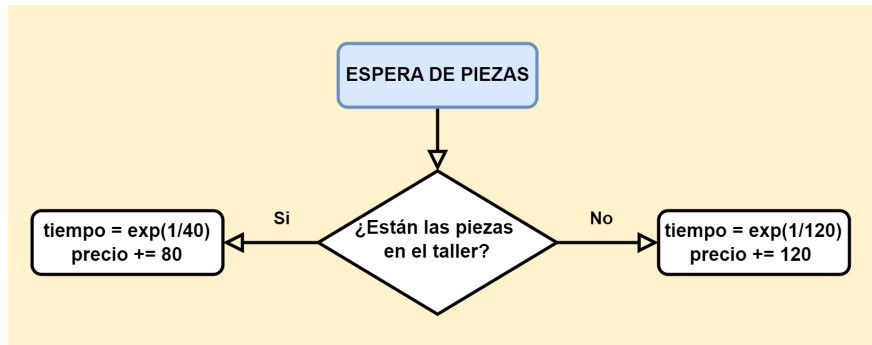 ESPERA DE PIEZAS
¿Están las piezas
en el taller?
Si
tiempo = exp(1/40)
precio += 80
No
tiempo = exp(1/120)
precio += 120